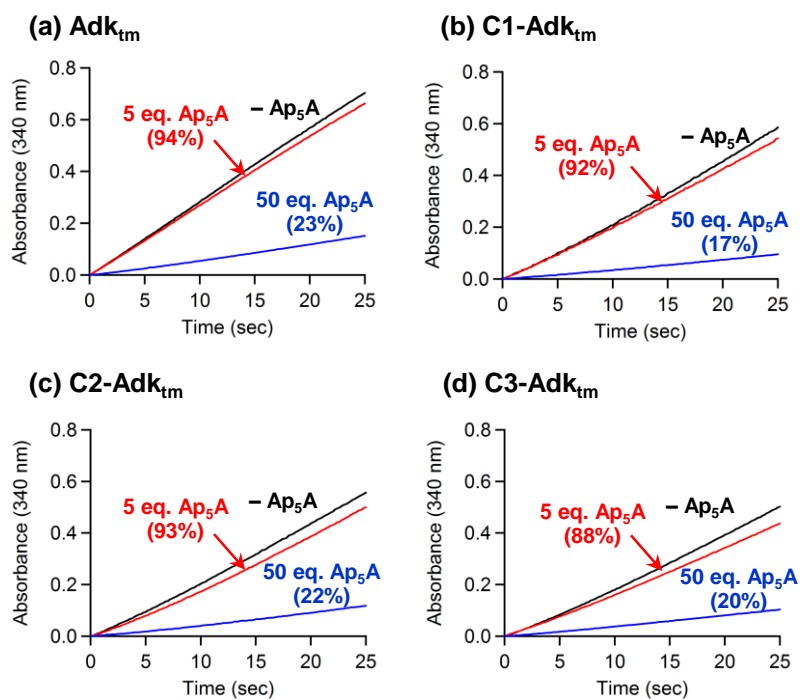 (a) Adktm
Absorbance (340 nm)
0.8
0.6
0.4
0.2
0.0
– Ap5A
5 eq. Ap5A
(94%)
50 eq. Ap5A
(23%)
0 5 10 15 20 25
Time (sec)
(b) C1-Adktm
Absorbance (340 nm)
0.8
0.6
0.4
0.2
0.0
– Ap5A
5 eq. Ap5A
(92%)
50 eq. Ap5A
(17%)
0 5 10 15 20 25
Time (sec)
(c) C2-Adktm
Absorbance (340 nm)
0.8
0.6
0.4
0.2
0.0
– Ap5A
5 eq. Ap5A
(93%)
50 eq. Ap5A
(22%)
0 5 10 15 20 25
Time (sec)
(d) C3-Adktm
Absorbance (340 nm)
0.8
0.6
0.4
0.2
0.0
– Ap5A
5 eq. Ap5A
(88%)
50 eq. Ap5A
(20%)
0 5 10 15 20 25
Time (sec)